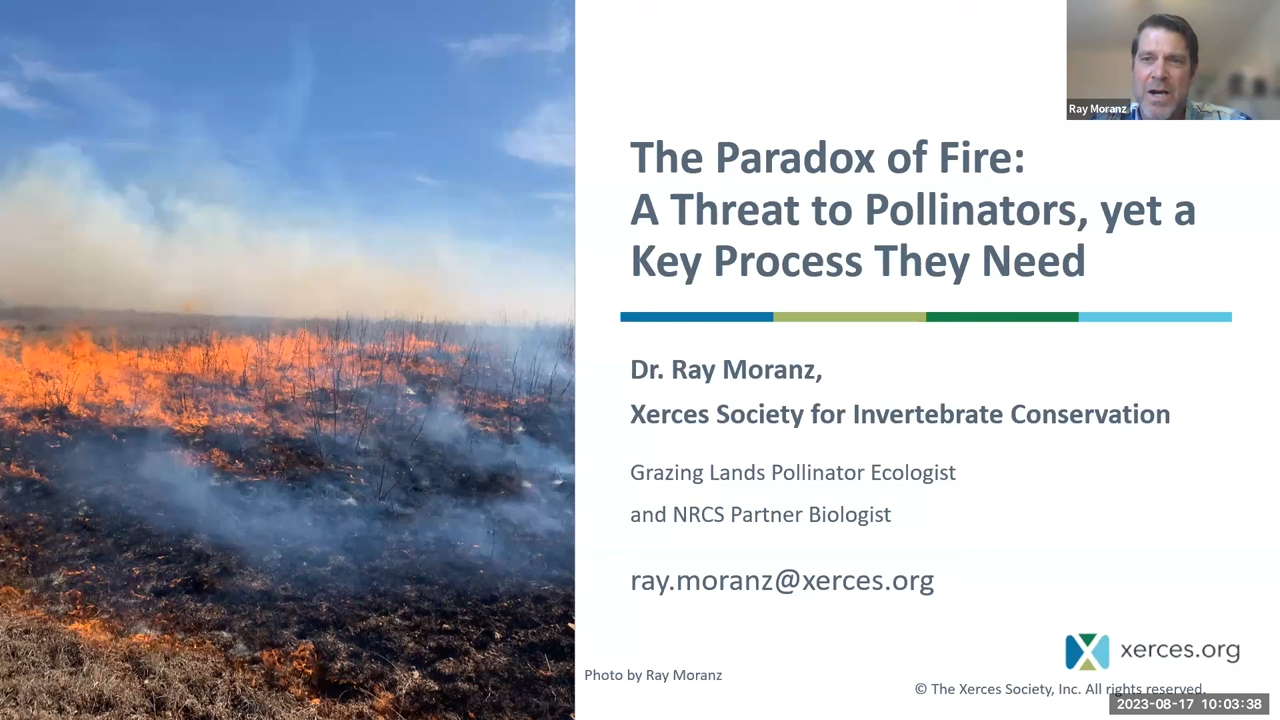 Ray Moranz
The Paradox of Fire:
A Threat to Pollinators, yet a
Key Process They Need
Dr. Ray Moranz,
Xerces Society for Invertebrate Conservation
Grazing Lands Pollinator Ecologist
and NRCS Partner Biologist
ray.moranz@xerces.org
xerces.org
Photo by Ray Moranz
© The Xerces Society, Inc. All rights reserved.
2023-08-17 10:03:38